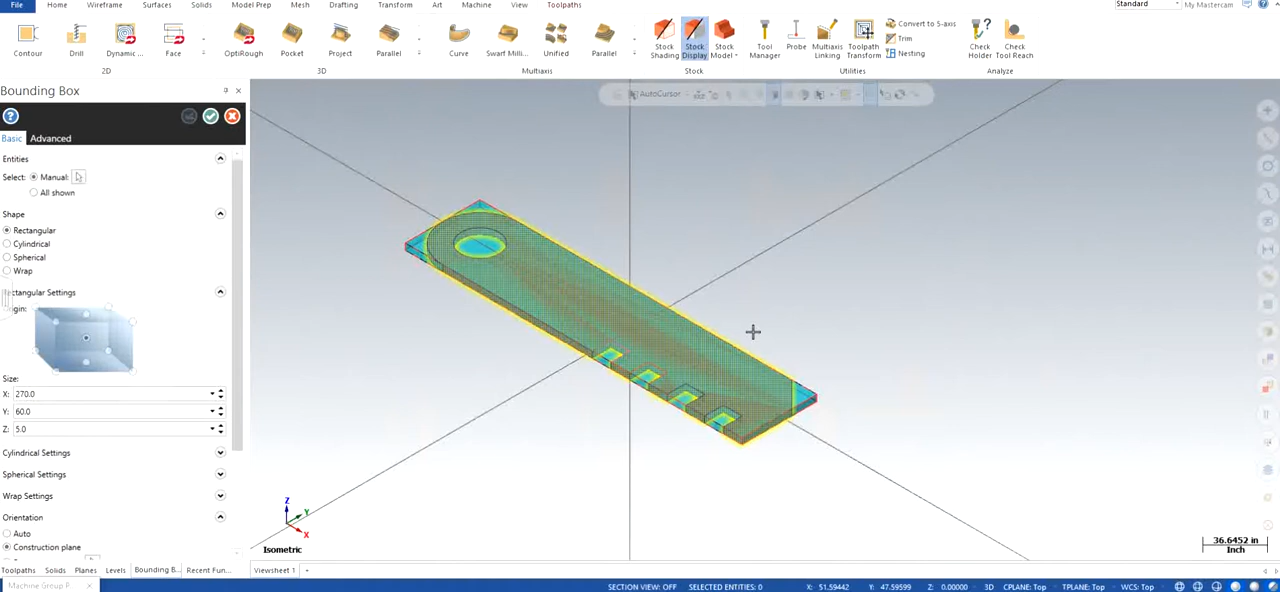 File Home Wireframe Surfaces Solids Model Prep Mesh Drafting Transform Art Machine View Toolpaths Standard My Mastercam
Contour Drill Dynamic ... Face OptiRough Pocket Project Parallel Curve Swarf Milli... Unified Parallel Stock Shading Stock Display Stock Model Tool Manager Probe Multiaxis Linking Toolpath Transform Convert to 5-axis Trim Nesting Check Holder Check Tool Reach
2D 3D Multiaxis Stock Utilities Analyze
Bounding Box
AutoCursor
Basic Advanced
Entities
Select: Manual:
All shown
Shape
Rectangular
Cylindrical
Spherical
Wrap
Rectangular Settings
Size:
X: 270.0
Y: 60.0
Z: 5.0
Cylindrical Settings
Spherical Settings
Wrap Settings
Orientation
Auto
Construction plane
Z
Y
X
Isometric
36.6452 in
Inch
Toolpaths Solids Planes Levels Bounding B... Recent Fun... Viewsheet 1
Machine Group P
SECTION VIEW: OFF SELECTED ENTITIES: 0 X: 51.59442 Y: 47.59599 Z: 0.00000 3D CPLANE: Top TPLANE: Top WCS: Top